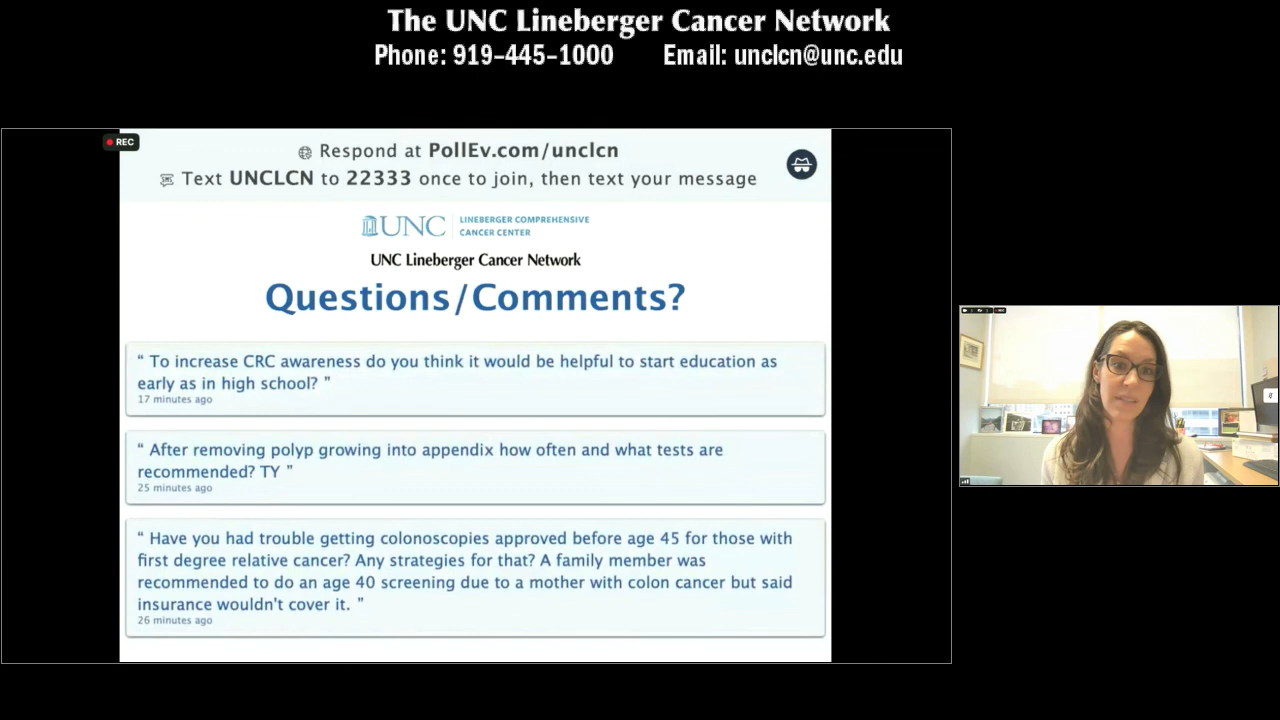 The UNC Lineberger Cancer Network
Phone: 919-445-1000 Email: unclcn@unc.edu
REC
Respond at PollEv.com/unclcn
Text UNCLCN to 22333 once to join, then text your message
UNC LINEBERGER COMPREHENSIVE
CANCER CENTER
UNC Lineberger Cancer Network
Questions/Comments?
“ To increase CRC awareness do you think it would be helpful to start education as
early as in high school? ”
17 minutes ago
“ After removing polyp growing into appendix how often and what tests are
recommended? TY ”
25 minutes ago
“ Have you had trouble getting colonoscopies approved before age 45 for those with
first degree relative cancer? Any strategies for that? A family member was
recommended to do an age 40 screening due to a mother with colon cancer but said
insurance wouldn't cover it. ”
26 minutes ago